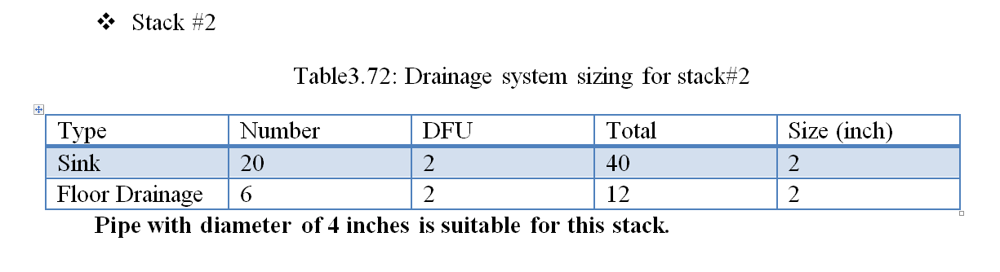 ❖ Stack #2
Table3.72: Drainage system sizing for stack#2
Type Number DFU Total Size (inch)
Sink 20 2 40 2
Floor Drainage 6 2 12 2
Pipe with diameter of 4 inches is suitable for this stack.